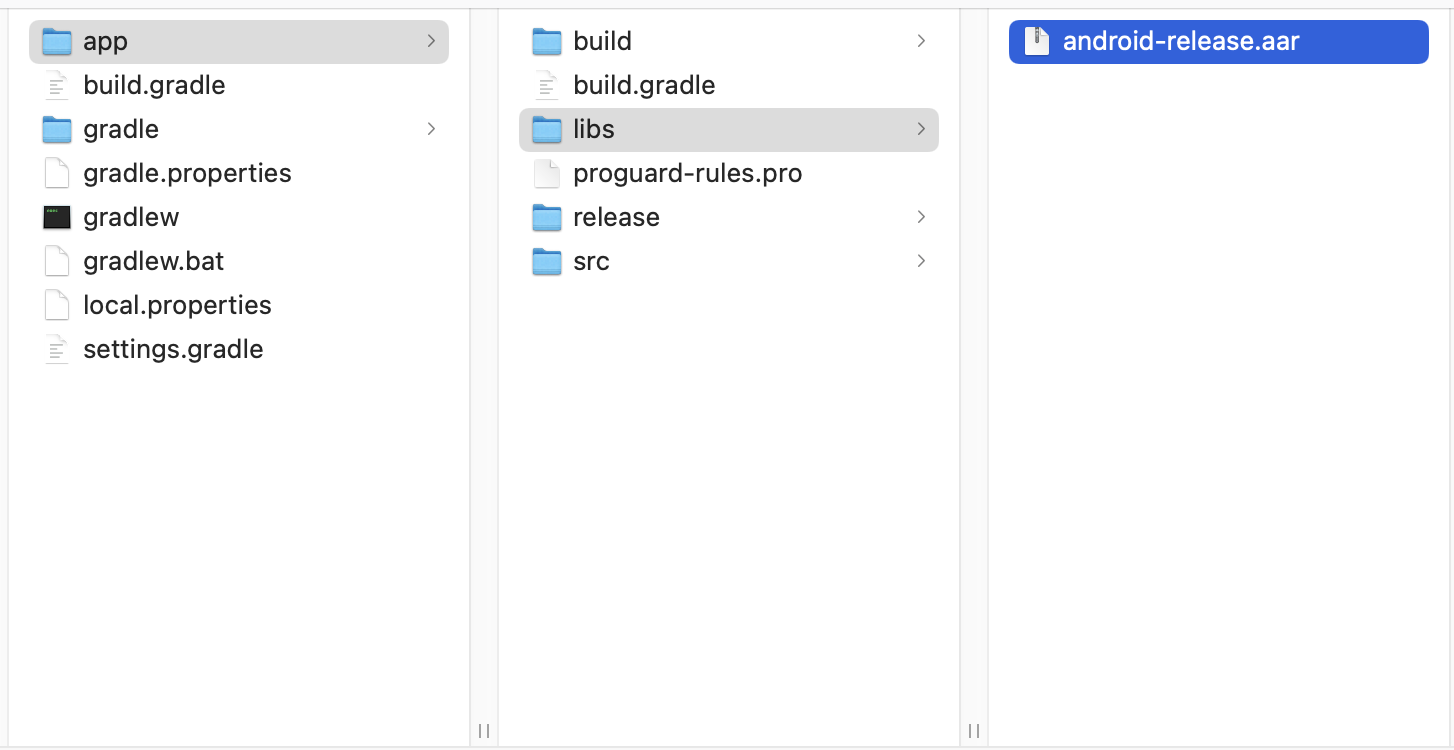 app
build.gradle
gradle
gradle.properties
gradlew
gradlew.bat
local.properties
settings.gradle
build
build.gradle
libs
proguard-rules.pro
release
src
android-release.aar